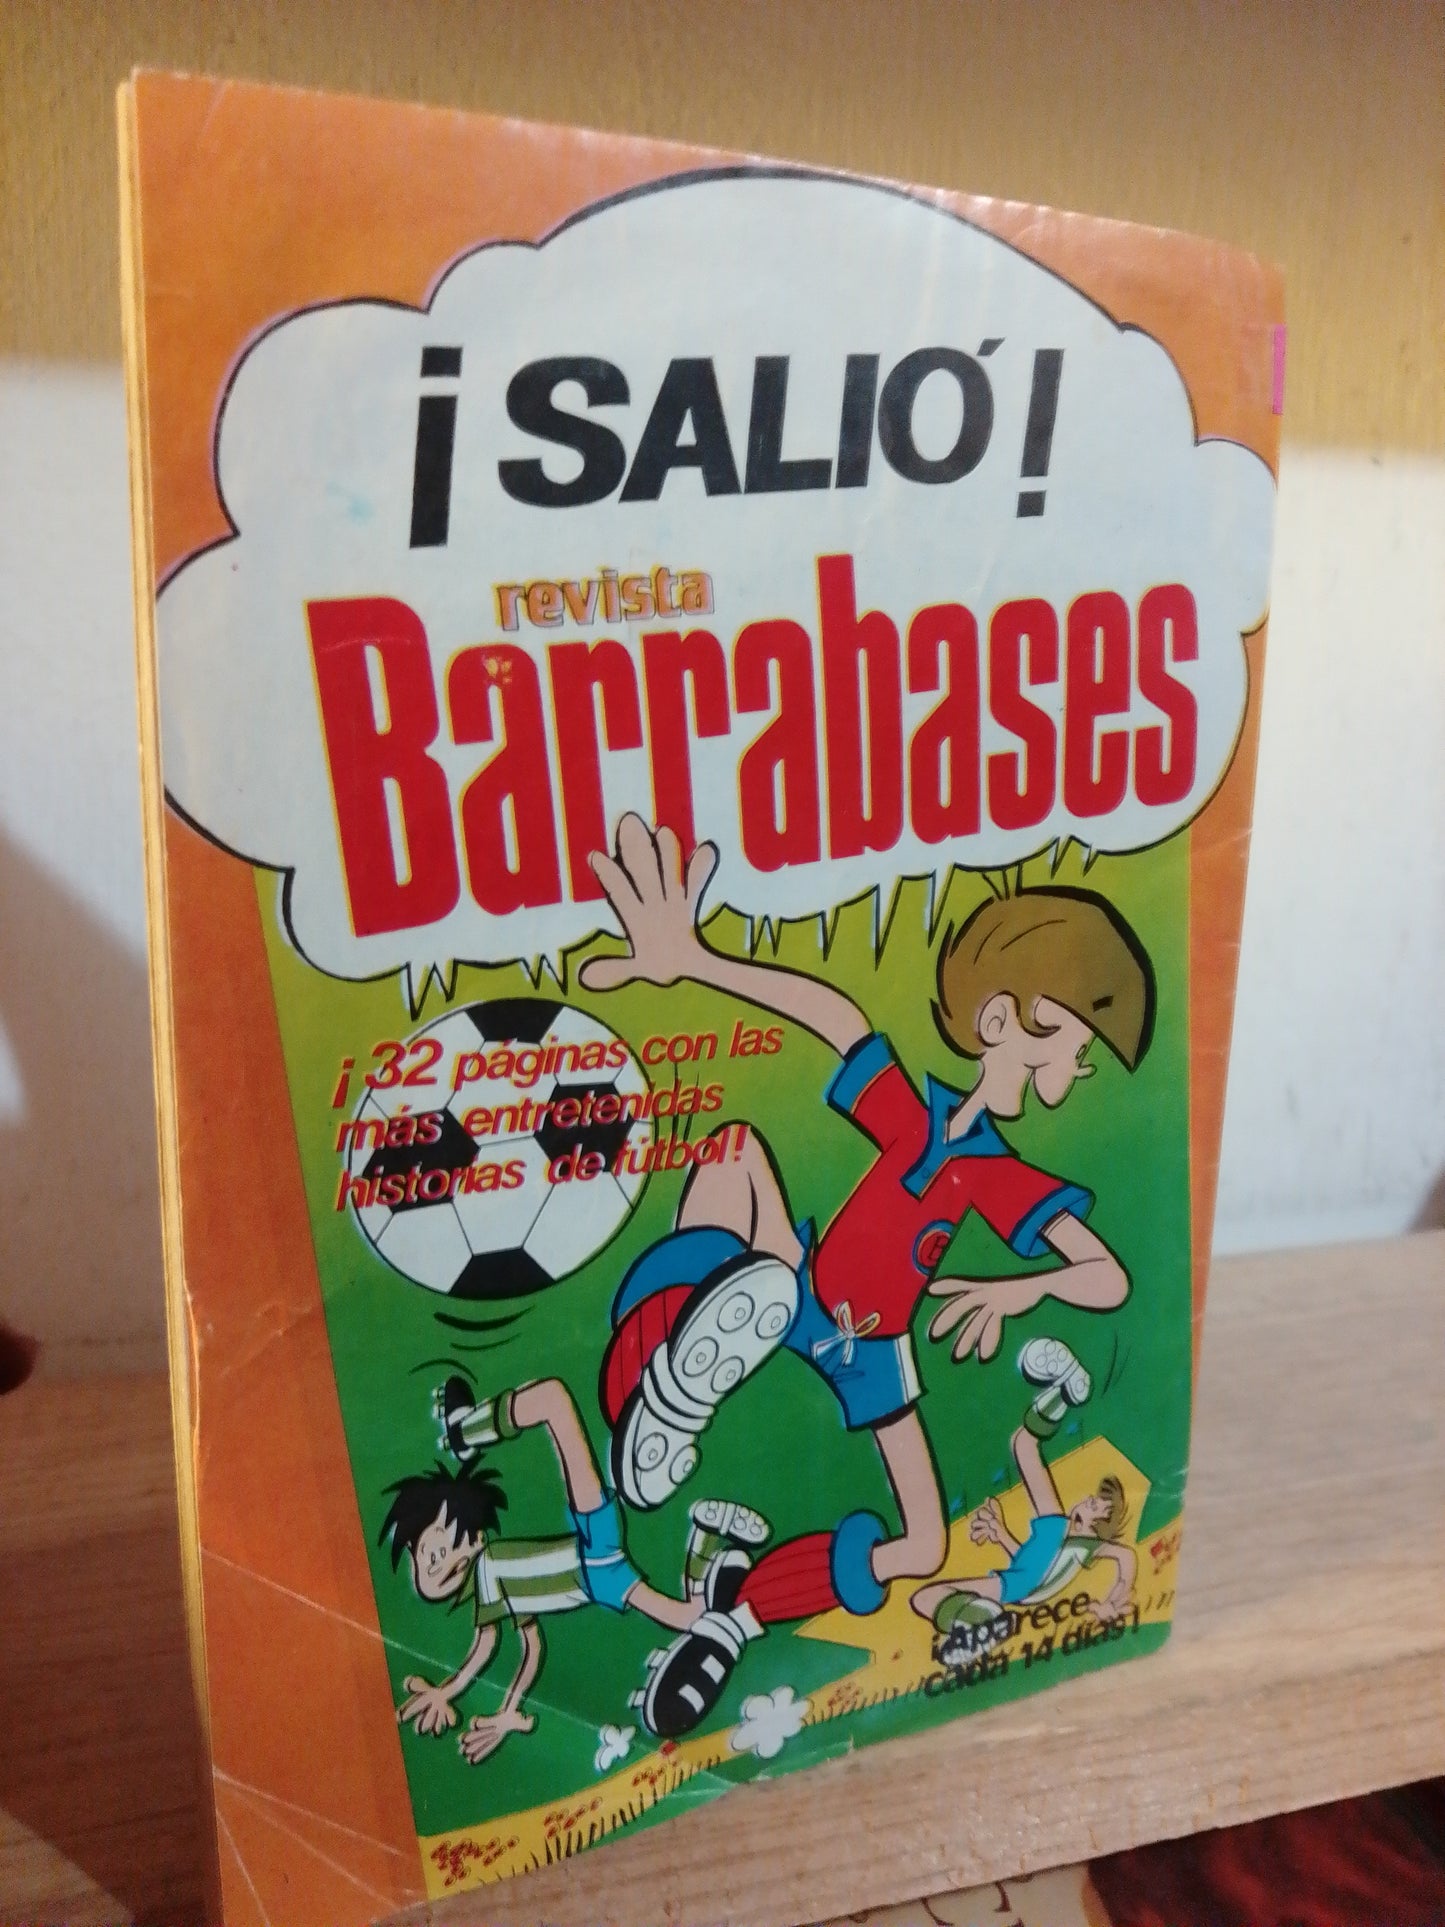 ¡SALIÓ!
revista
Barrabases
¡32 páginas con las
más entretenidas
historias de fútbol!
B
¡Aparece
cada 14 días!